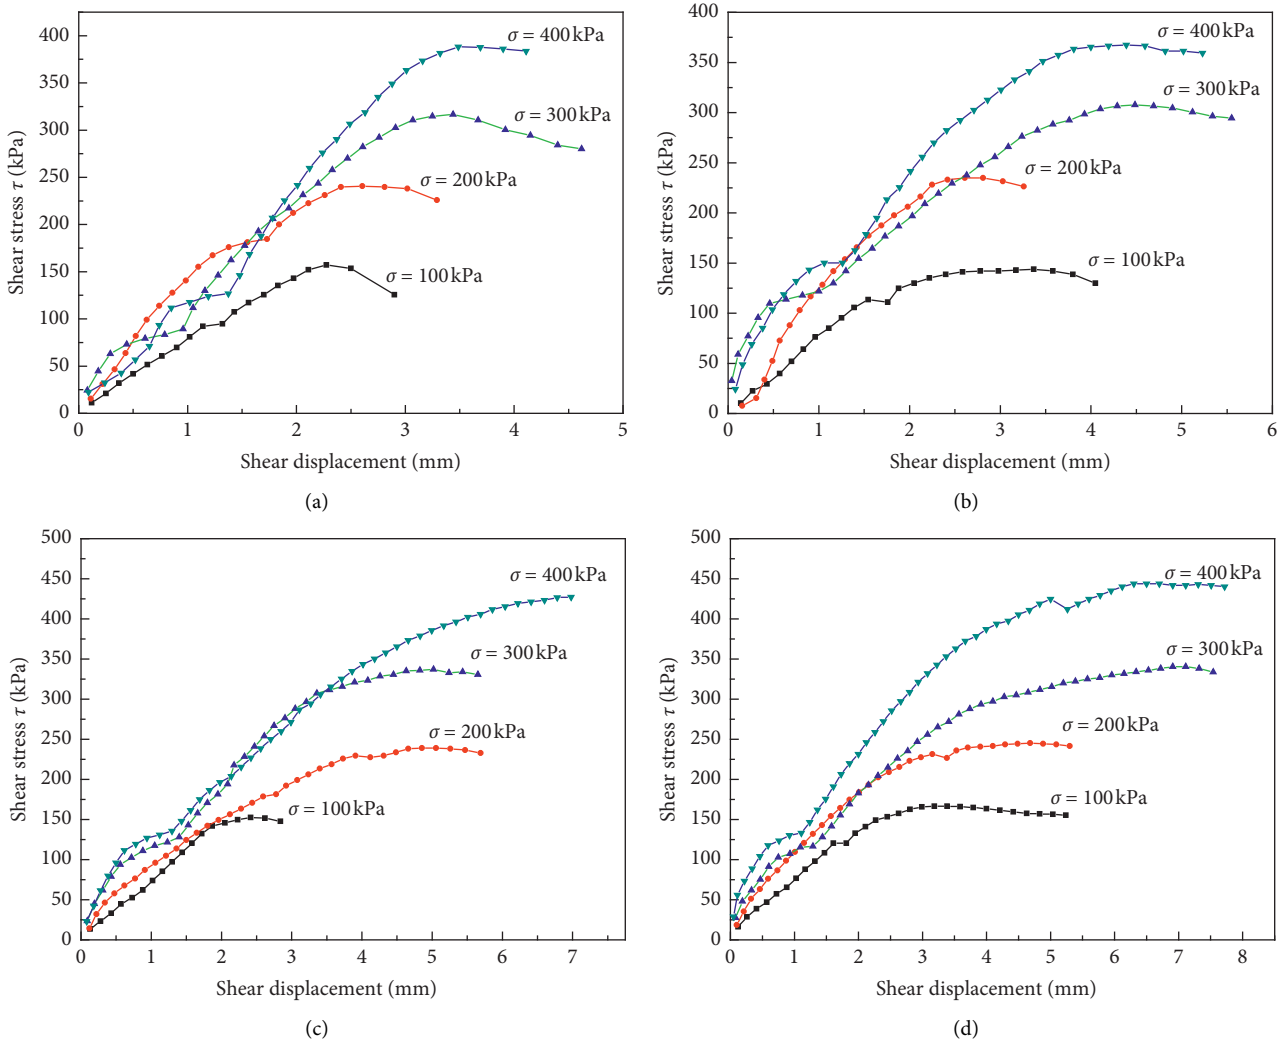 400
350
300
250
200
150
100
50
0
Shear stress τ (kPa)
σ = 400 kPa
σ = 300 kPa
σ = 200 kPa
σ = 100 kPa
0 1 2 3 4 5
Shear displacement (mm)
(a)
400
350
300
250
200
150
100
50
0
Shear stress τ (kPa)
σ = 400 kPa
σ = 300 kPa
σ = 200 kPa
σ = 100 kPa
0 1 2 3 4 5 6
Shear displacement (mm)
(b)
500
450
400
350
300
250
200
150
100
50
0
Shear stress τ (kPa)
σ = 400 kPa
σ = 300 kPa
σ = 200 kPa
σ = 100 kPa
0 1 2 3 4 5 6 7
Shear displacement (mm)
(c)
500
450
400
350
300
250
200
150
100
50
0
Shear stress τ (kPa)
σ = 400 kPa
σ = 300 kPa
σ = 200 kPa
σ = 100 kPa
0 1 2 3 4 5 6 7 8
Shear displacement (mm)
(d)